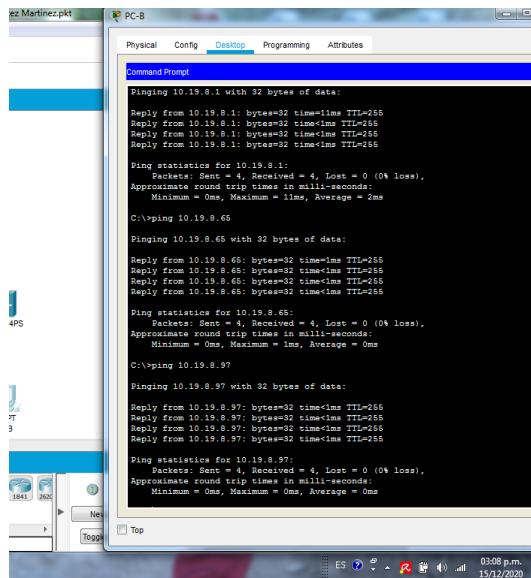 ez Martinez.pkt
PC-B
Physical Config Desktop Programming Attributes
Command Prompt
Pinging 10.19.8.1 with 32 bytes of data:
Reply from 10.19.8.1: bytes=32 time=11ms TTL=255
Reply from 10.19.8.1: bytes=32 time<1ms TTL=255
Reply from 10.19.8.1: bytes=32 time<1ms TTL=255
Reply from 10.19.8.1: bytes=32 time<1ms TTL=255
Ping statistics for 10.19.8.1:
Packets: Sent = 4, Received = 4, Lost = 0 (0% loss),
Approximate round trip times in milli-seconds:
Minimum = 0ms, Maximum = 11ms, Average = 2ms
C:\>ping 10.19.8.65
Pinging 10.19.8.65 with 32 bytes of data:
Reply from 10.19.8.65: bytes=32 time=1ms TTL=255
Reply from 10.19.8.65: bytes=32 time<1ms TTL=255
Reply from 10.19.8.65: bytes=32 time<1ms TTL=255
Reply from 10.19.8.65: bytes=32 time<1ms TTL=255
Ping statistics for 10.19.8.65:
Packets: Sent = 4, Received = 4, Lost = 0 (0% loss),
Approximate round trip times in milli-seconds:
Minimum = 0ms, Maximum = 1ms, Average = 0ms
C:\>ping 10.19.8.97
Pinging 10.19.8.97 with 32 bytes of data:
Reply from 10.19.8.97: bytes=32 time<1ms TTL=255
Reply from 10.19.8.97: bytes=32 time<1ms TTL=255
Reply from 10.19.8.97: bytes=32 time<1ms TTL=255
Reply from 10.19.8.97: bytes=32 time<1ms TTL=255
Ping statistics for 10.19.8.97:
Packets: Sent = 4, Received = 4, Lost = 0 (0% loss),
Approximate round trip times in milli-seconds:
Minimum = 0ms, Maximum = 0ms, Average = 0ms
Top
4PS
PT
3
1841 262
Nev
Toggl
ES
03:08 p.m.
15/12/2020